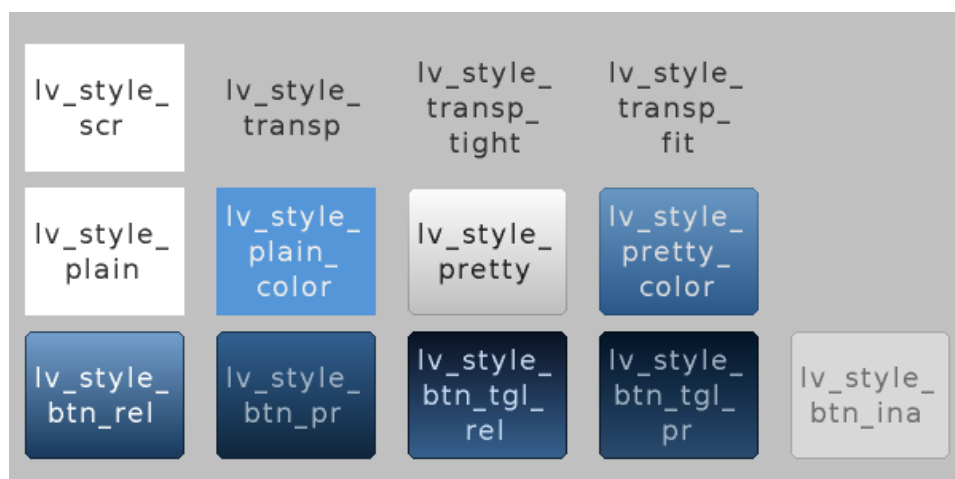 lv_style_
scr
lv_style_
transp
lv_style_
transp_
tight
lv_style_
transp_
fit
lv_style_
plain
lv_style_
plain_
color
lv_style_
pretty
lv_style_
pretty_
color
lv_style_
btn_rel
lv_style_
btn_pr
lv_style_
btn_tgl_
rel
lv_style_
btn_tgl_
pr
lv_style_
btn_ina